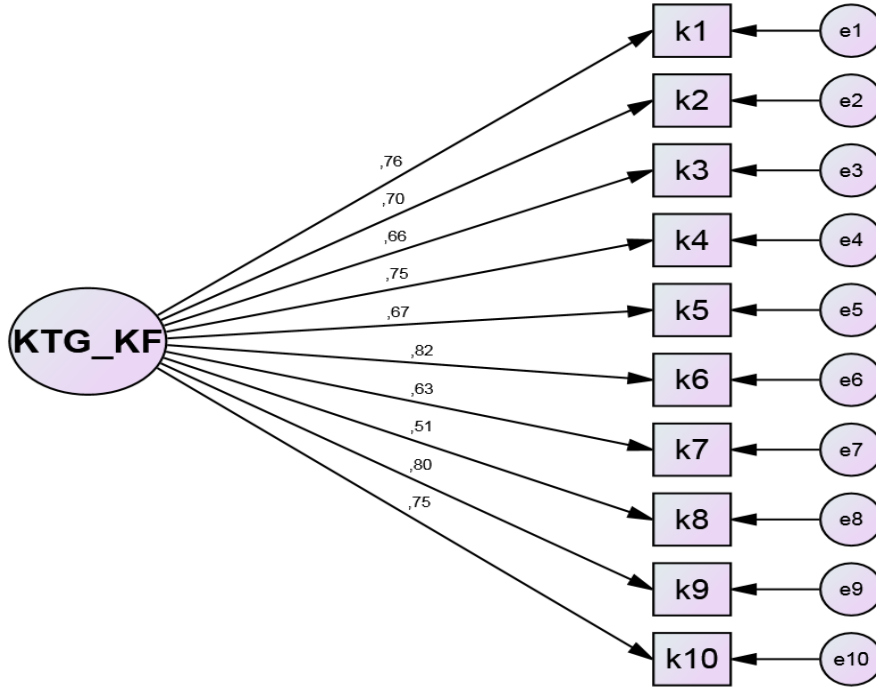 k1
e1
k2
e2
,76
k3
e3
,70
,66
k4
e4
,75
,67
k5
e5
KTG_KF
,82
k6
e6
,63
,51
k7
e7
,80
k8
e8
,75
k9
e9
k10
e10